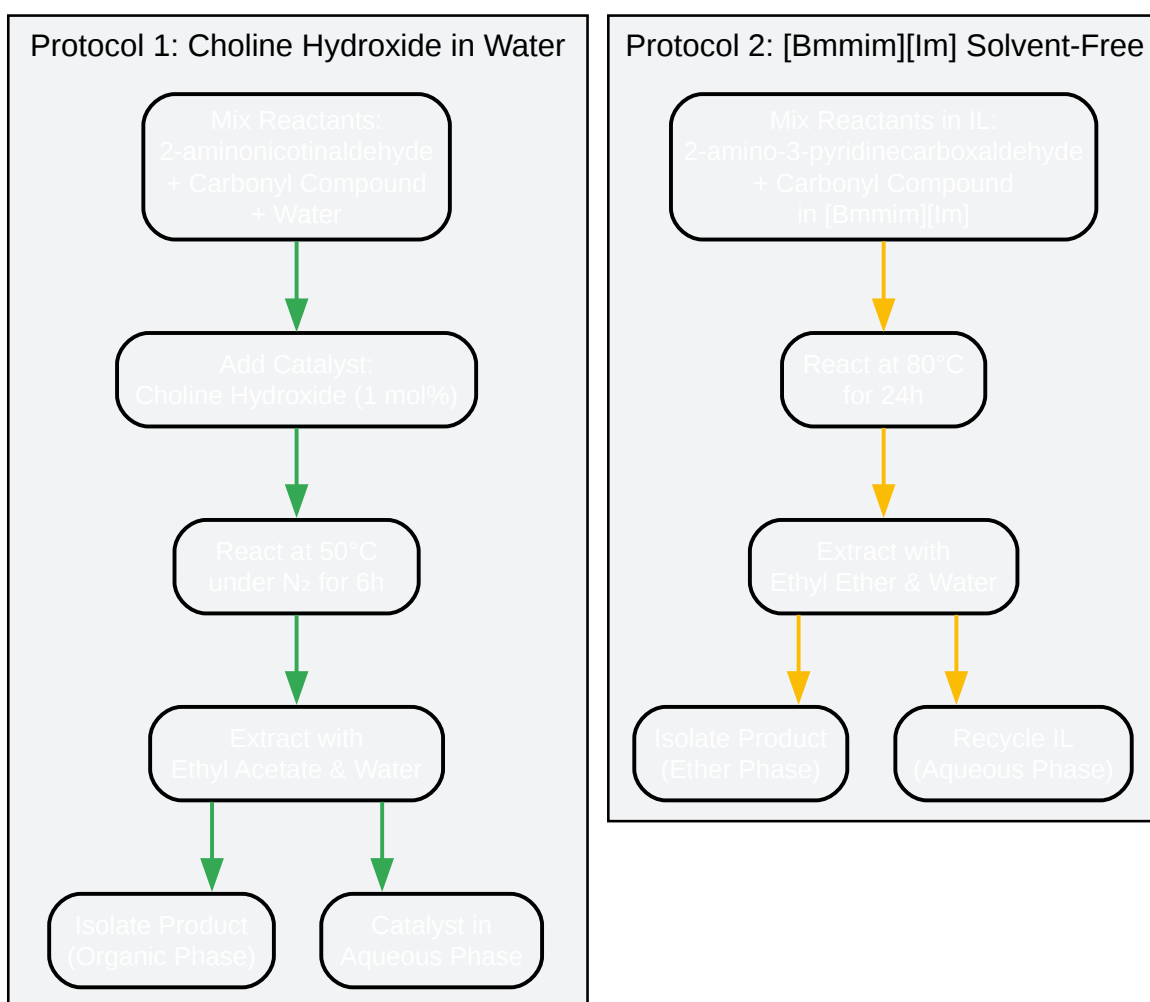 Protocol 1: Choline Hydroxide in Water
Mix Reactants:
2-aminonicotinaldehyde
+ Carbonyl Compound
+ Water
Add Catalyst:
Choline Hydroxide (1 mol%)
React at 50°C
under N₂ for 6h
Extract with
Ethyl Acetate & Water
Isolate Product
(Organic Phase)
Catalyst in
Aqueous Phase
Protocol 2: [Bmmim][Im] Solvent-Free
Mix Reactants in IL:
2-amino-3-pyridinecarboxaldehyde
+ Carbonyl Compound
in [Bmmim][Im]
React at 80°C
for 24h
Extract with
Ethyl Ether & Water
Isolate Product
(Ether Phase)
Recycle IL
(Aqueous Phase)